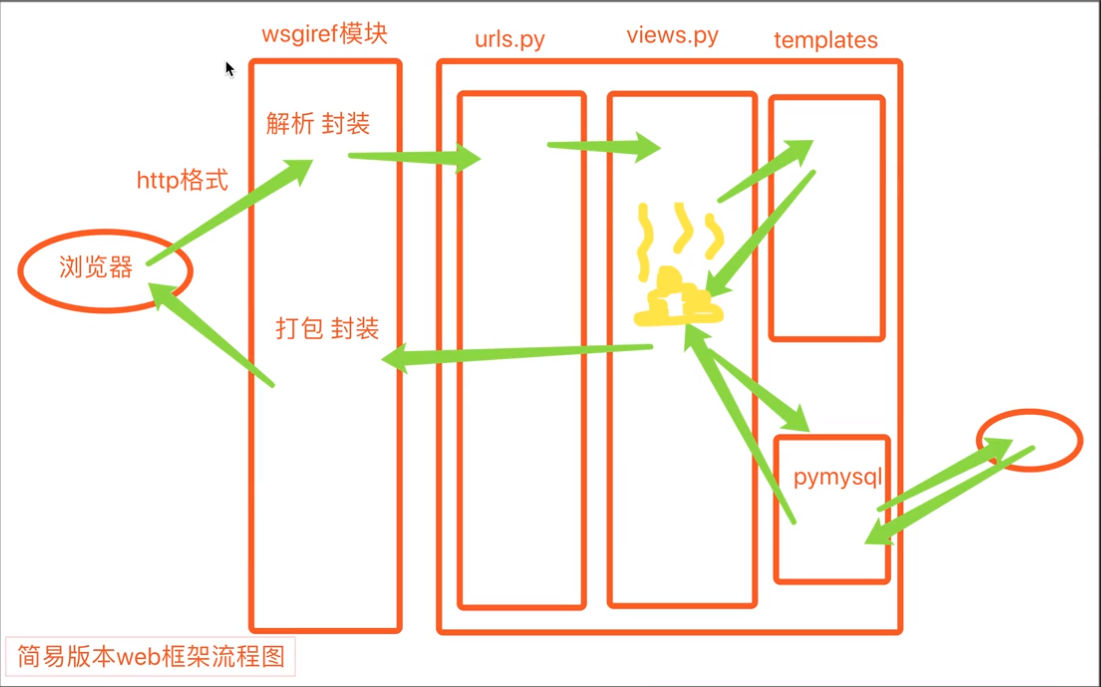 wsgiref模块
urls.py
views.py
templates
解析 封装
http格式
浏览器
打包 封装
pymysql
简易版本web框架流程图